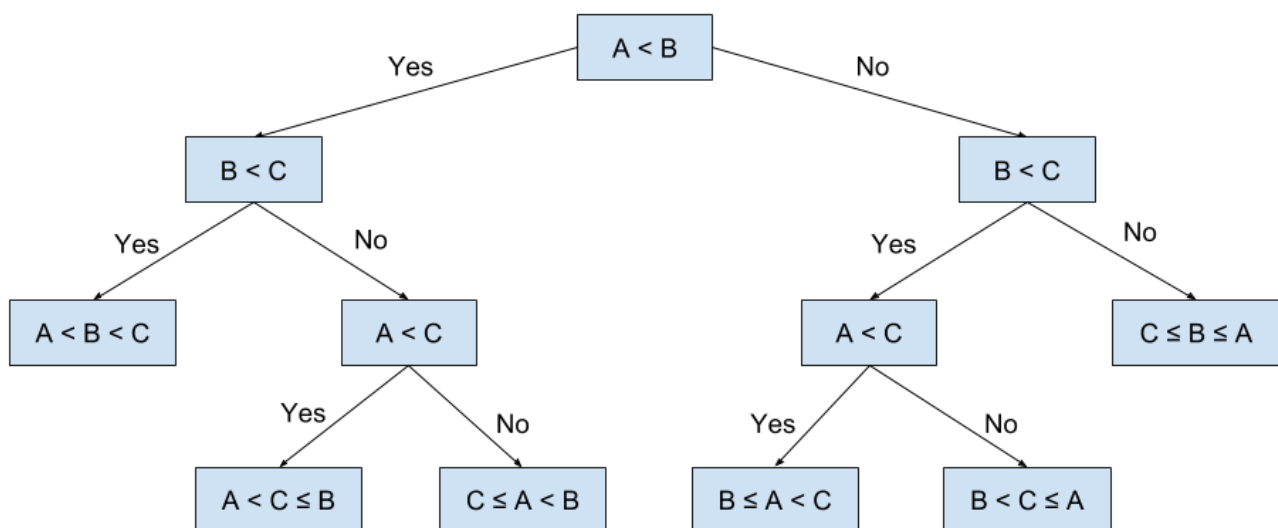 A < B
Yes
No
B < C
B < C
Yes
No
Yes
No
A < B < C
A < C
A < C
C ≤ B ≤ A
Yes
No
Yes
No
A < C ≤ B
C ≤ A < B
B ≤ A < C
B < C ≤ A